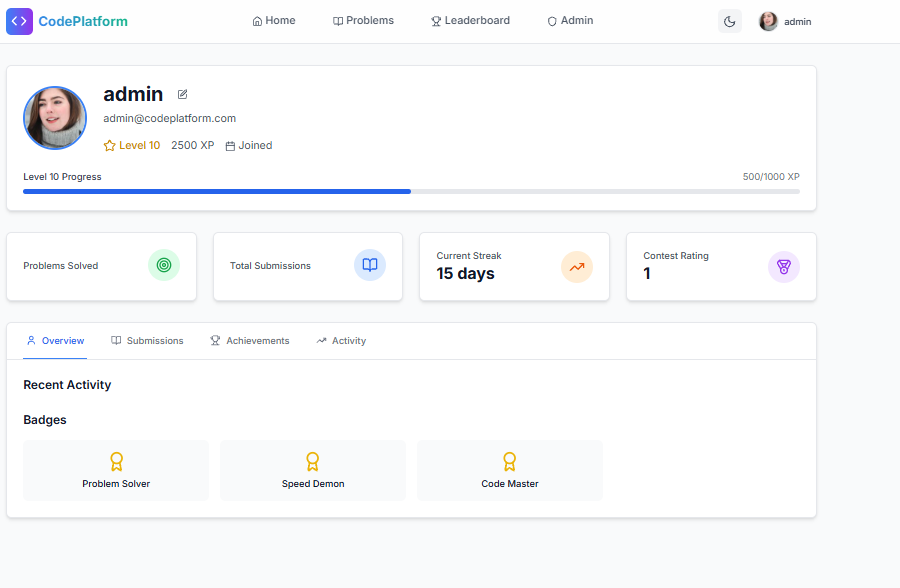 CodePlatform
Home
Problems
Leaderboard
Admin
admin
admin
admin@codeplatform.com
Level 10
2500 XP
Joined
Level 10 Progress
500/1000 XP
Problems Solved
Total Submissions
Current Streak
15 days
Contest Rating
1
Overview
Submissions
Achievements
Activity
Recent Activity
Badges
Problem Solver
Speed Demon
Code Master